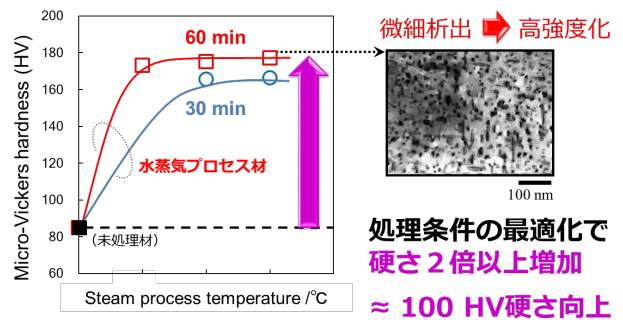 Micro-Vickers hardness (HV)
200
180
160
140
120
100
80
60
60 min
30 min
水蒸気プロセス材
（未処理材）
Steam process temperature /℃
微細析出 高強度化
100 nm
処理条件の最適化で
硬さ２倍以上増加
≈ 100 HV硬さ向上